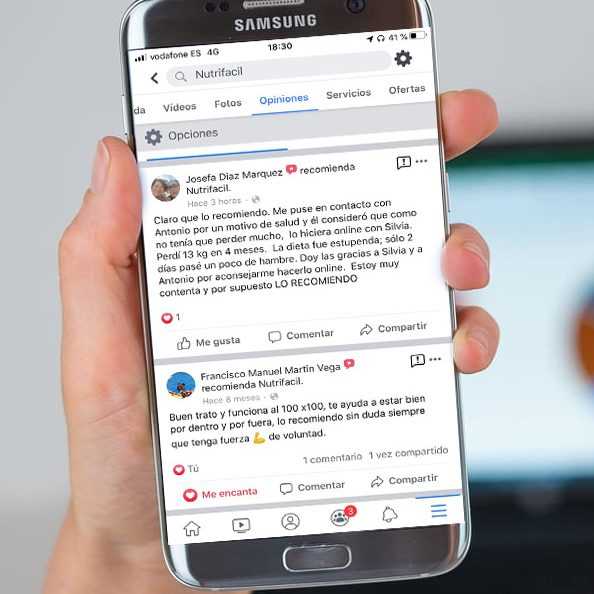 SAMSUNG
vodafone ES 4G 18:30 41 %
Nutrifacil
da Vídeos Fotos Opiniones Servicios Ofertas
Opciones
Josefa Diaz Marquez recomienda
Nutrifacil.
Hace 3 horas ·
Claro que lo recomiendo. Me puse en contacto con
Antonio por un motivo de salud y él consideró que como
no tenía que perder mucho, lo hiciera online con Silvia.
Perdí 13 kg en 4 meses. La dieta fue estupenda; sólo 2
días pasé un poco de hambre. Doy las gracias a Silvia y a
Antonio por aconsejarme hacerlo online. Estoy muy
contenta y por supuesto LO RECOMIENDO
1
Me gusta Comentar Compartir
Francisco Manuel Martin Vega
recomienda Nutrifacil.
Hace 8 meses ·
Buen trato y funciona al 100 x100, te ayuda a estar bien
por dentro y por fuera, lo recomiendo sin duda siempre
que tenga fuerza 💪 de voluntad.
Tú 1 comentario 1 vez compartido
Me encanta Comentar Compartir
3